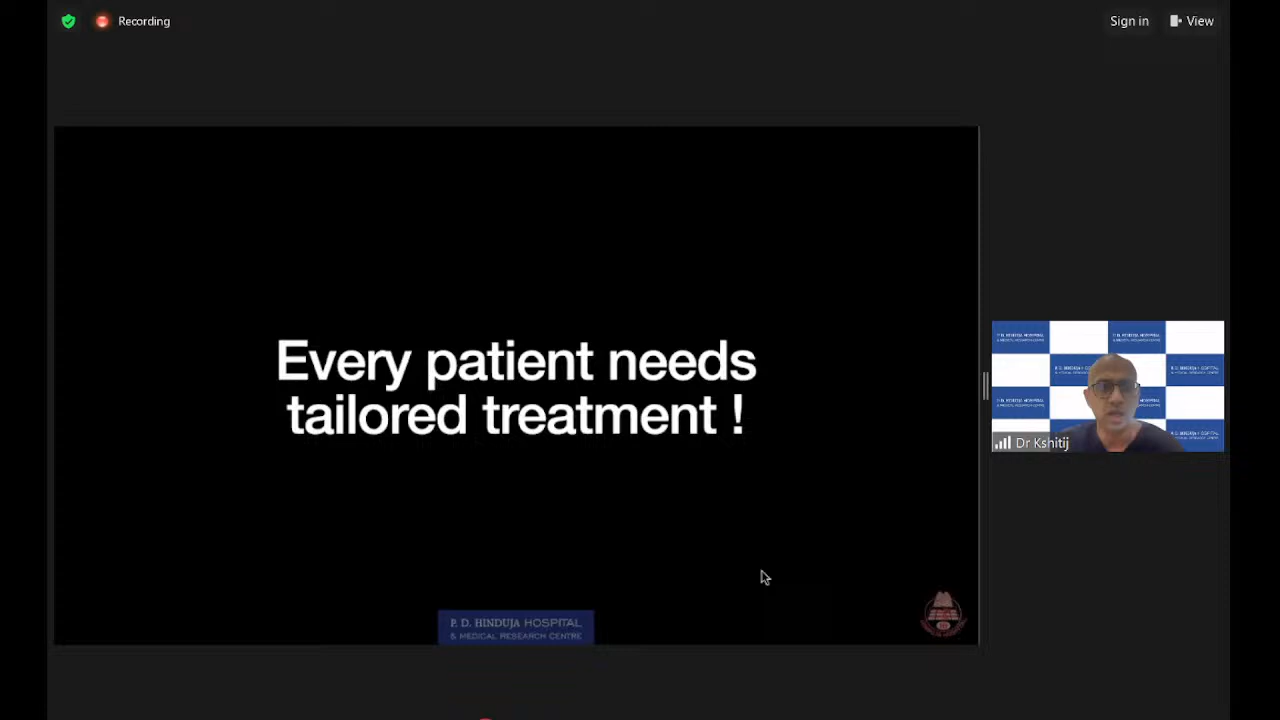 Recording
Sign in
View
Every patient needs
tailored treatment !
P. D. HINDUJA HOSPITAL
& MEDICAL RESEARCH CENTRE
Dr Kshitij